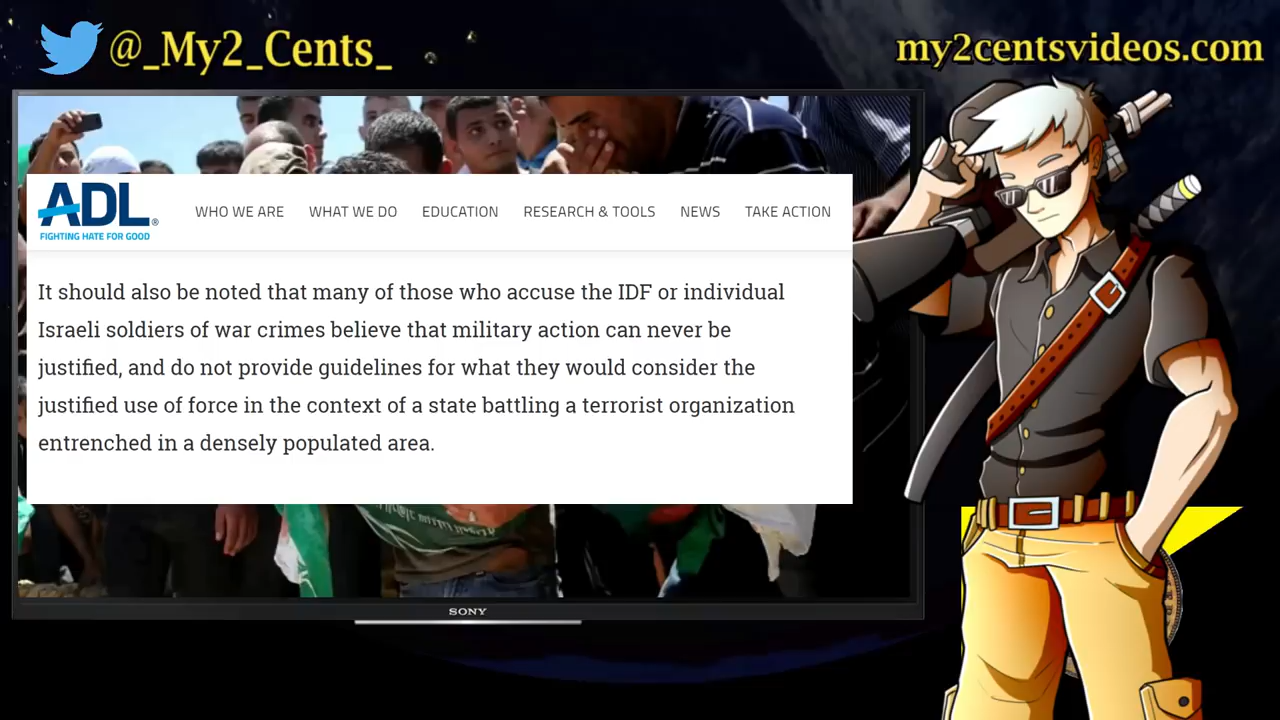 @_My2_Cents_
my2centsvideos.com
ADL®
FIGHTING HATE FOR GOOD
WHO WE ARE WHAT WE DO EDUCATION RESEARCH & TOOLS NEWS TAKE ACTION
It should also be noted that many of those who accuse the IDF or individual
Israeli soldiers of war crimes believe that military action can never be
justified, and do not provide guidelines for what they would consider the
justified use of force in the context of a state battling a terrorist organization
entrenched in a densely populated area.
SONY